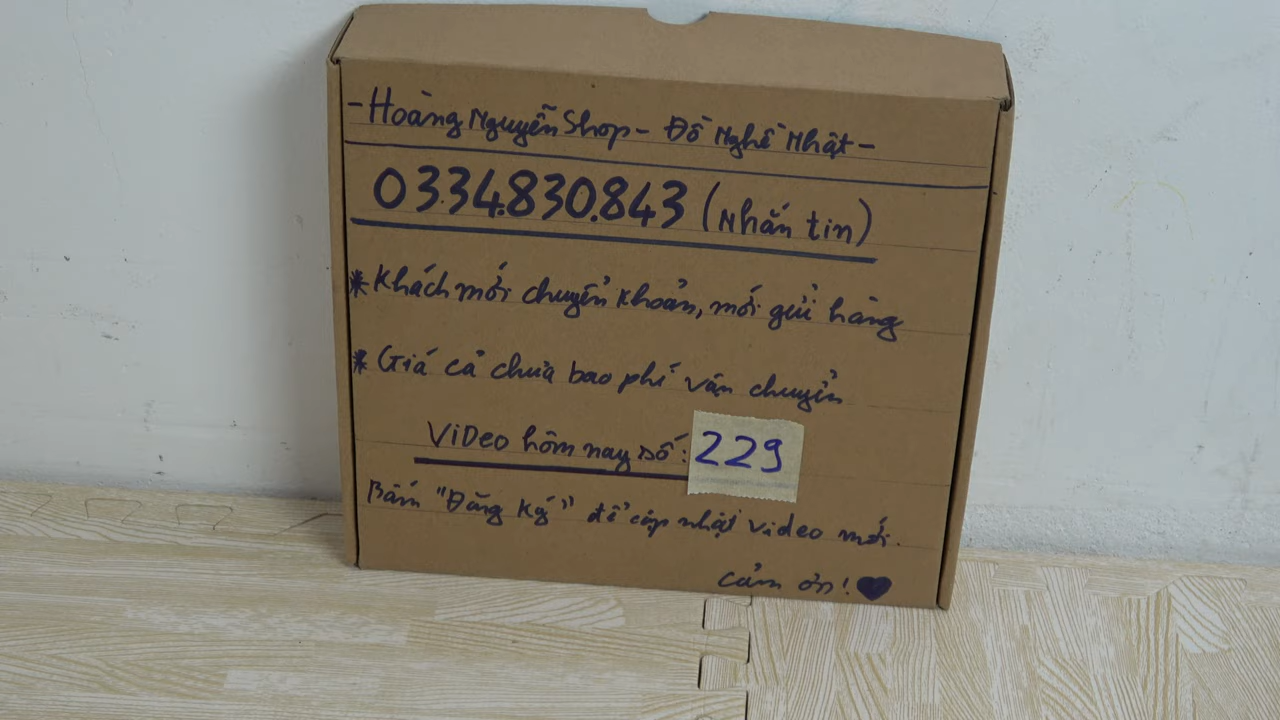 - Hoàng Nguyễn Shop - Đồ Nghề Nhật -
0334.830.843 (Nhắn tin)
* Khách mới chuyển khoản, mới gửi hàng
* Giá cả chưa bao phí vận chuyển
Video hôm nay số: 229
Bấm "Đăng ký" để cập nhật video mới.
Cảm ơn! ♥